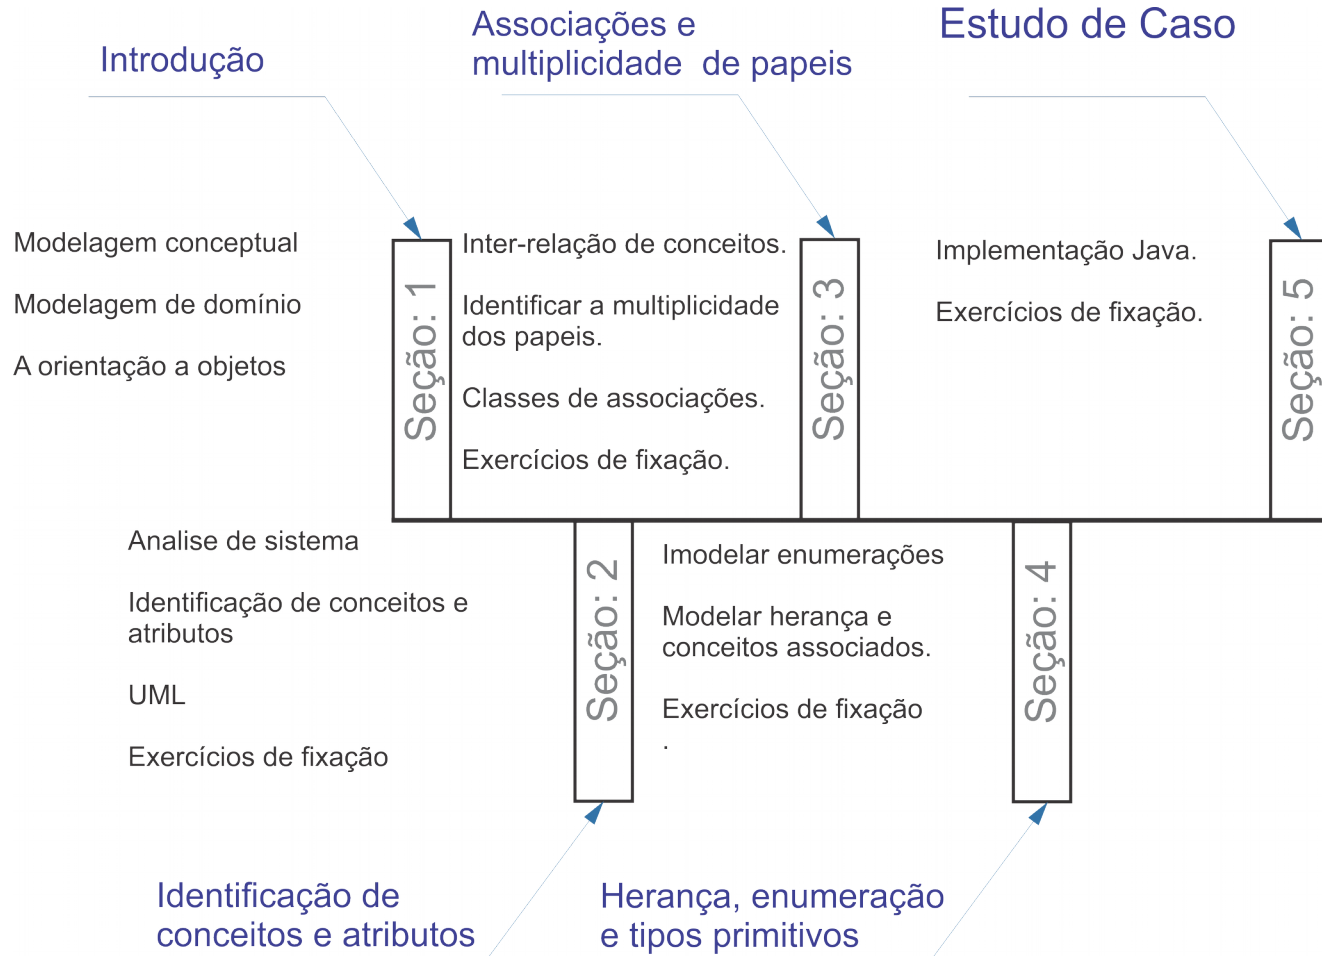 Introdução
Associações e
multiplicidade  de papeis
Estudo de Caso
Modelagem conceptual
Modelagem de domínio
A orientação a objetos
Seção: 1
Inter-relação de conceitos.
Identificar a multiplicidade
dos papeis.
Classes de associações.
Exercícios de fixação.
Seção: 3
Implementação Java.
Exercícios de fixação.
Seção: 5
Analise de sistema
Identificação de conceitos e
atributos
UML
Exercícios de fixação
Seção: 2
Imodelar enumerações
Modelar herança e
conceitos associados.
Exercícios de fixação
.
Seção: 4
Identificação de
conceitos e atributos
Herança, enumeração
e tipos primitivos